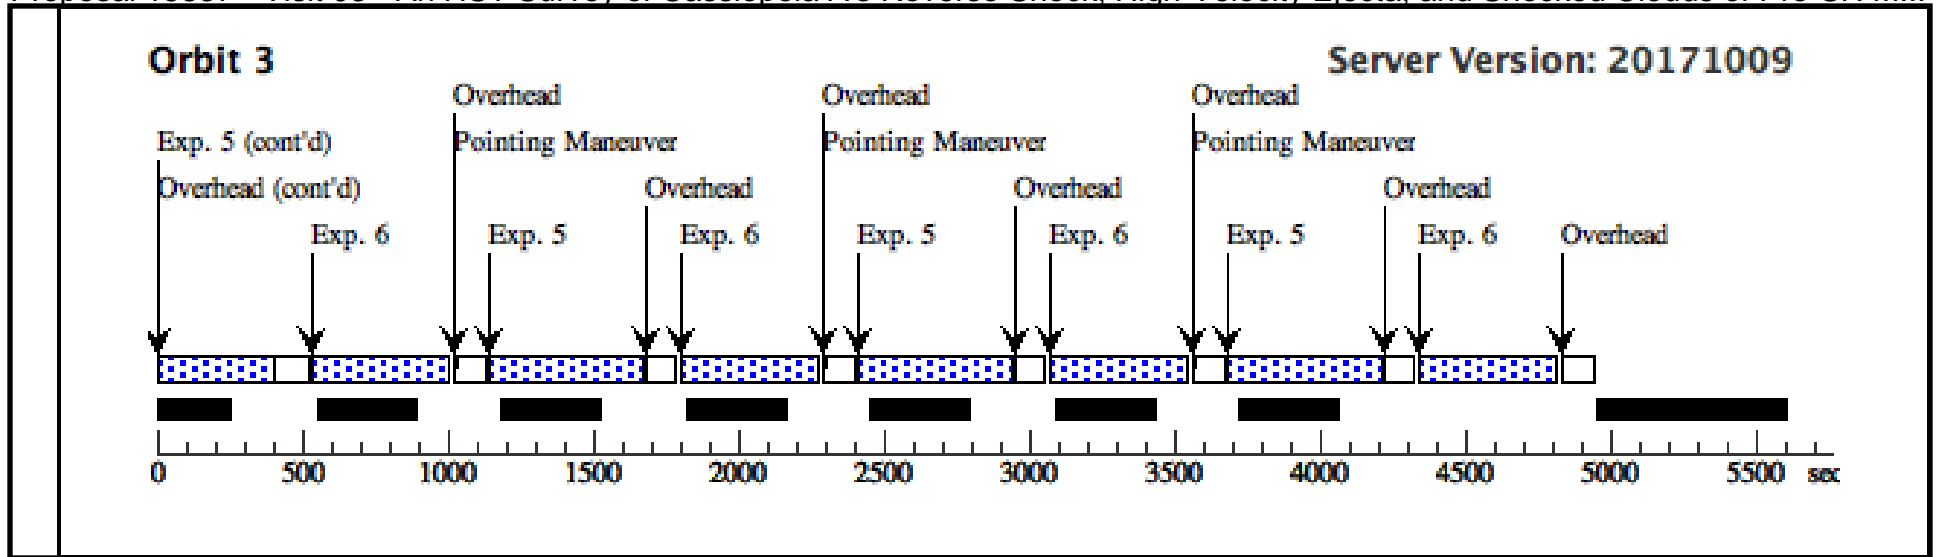 Orbit 3 Server Version: 20171009
Overhead Overhead Overhead
Exp. 5 (cont'd) Pointing Maneuver Pointing Maneuver Pointing Maneuver
Overhead (cont'd) Overhead Overhead Overhead
Exp. 6 Exp. 5 Exp. 6 Exp. 5 Exp. 6 Exp. 5 Exp. 6 Overhead
0 500 1000 1500 2000 2500 3000 3500 4000 4500 5000 5500 sec